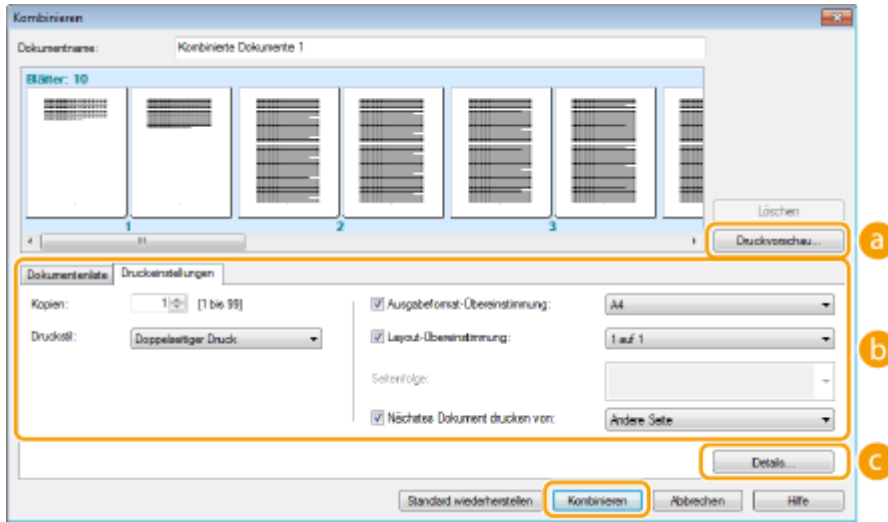 Kombinieren
Dokumentname: Kombinierte Dokumente 1
Blätter: 10
1 2 3
Löschen
Druckvorschau... a
Dokumentenliste Druckeinstellungen
Kopien: 1 [1 bis 99] Ausgabeformat-Übereinstimmung: A4
Druckstil: Doppelseitiger Druck Layout-Übereinstimmung: 1 auf 1 b
Seitenfolge:
Nächstes Dokument drucken von: Andere Seite
Details... c
Standard wiederherstellen Kombinieren Abbrechen Hilfe